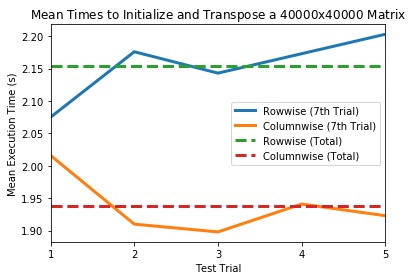 Mean Times to Initialize and Transpose a 40000x40000 Matrix
2.20
2.15
2.10
2.05
2.00
1.95
1.90
Mean Execution Time (s)
Rowwise (7th Trial)
Columnwise (7th Trial)
Rowwise (Total)
Columnwise (Total)
1 2 3 4 5
Test Trial